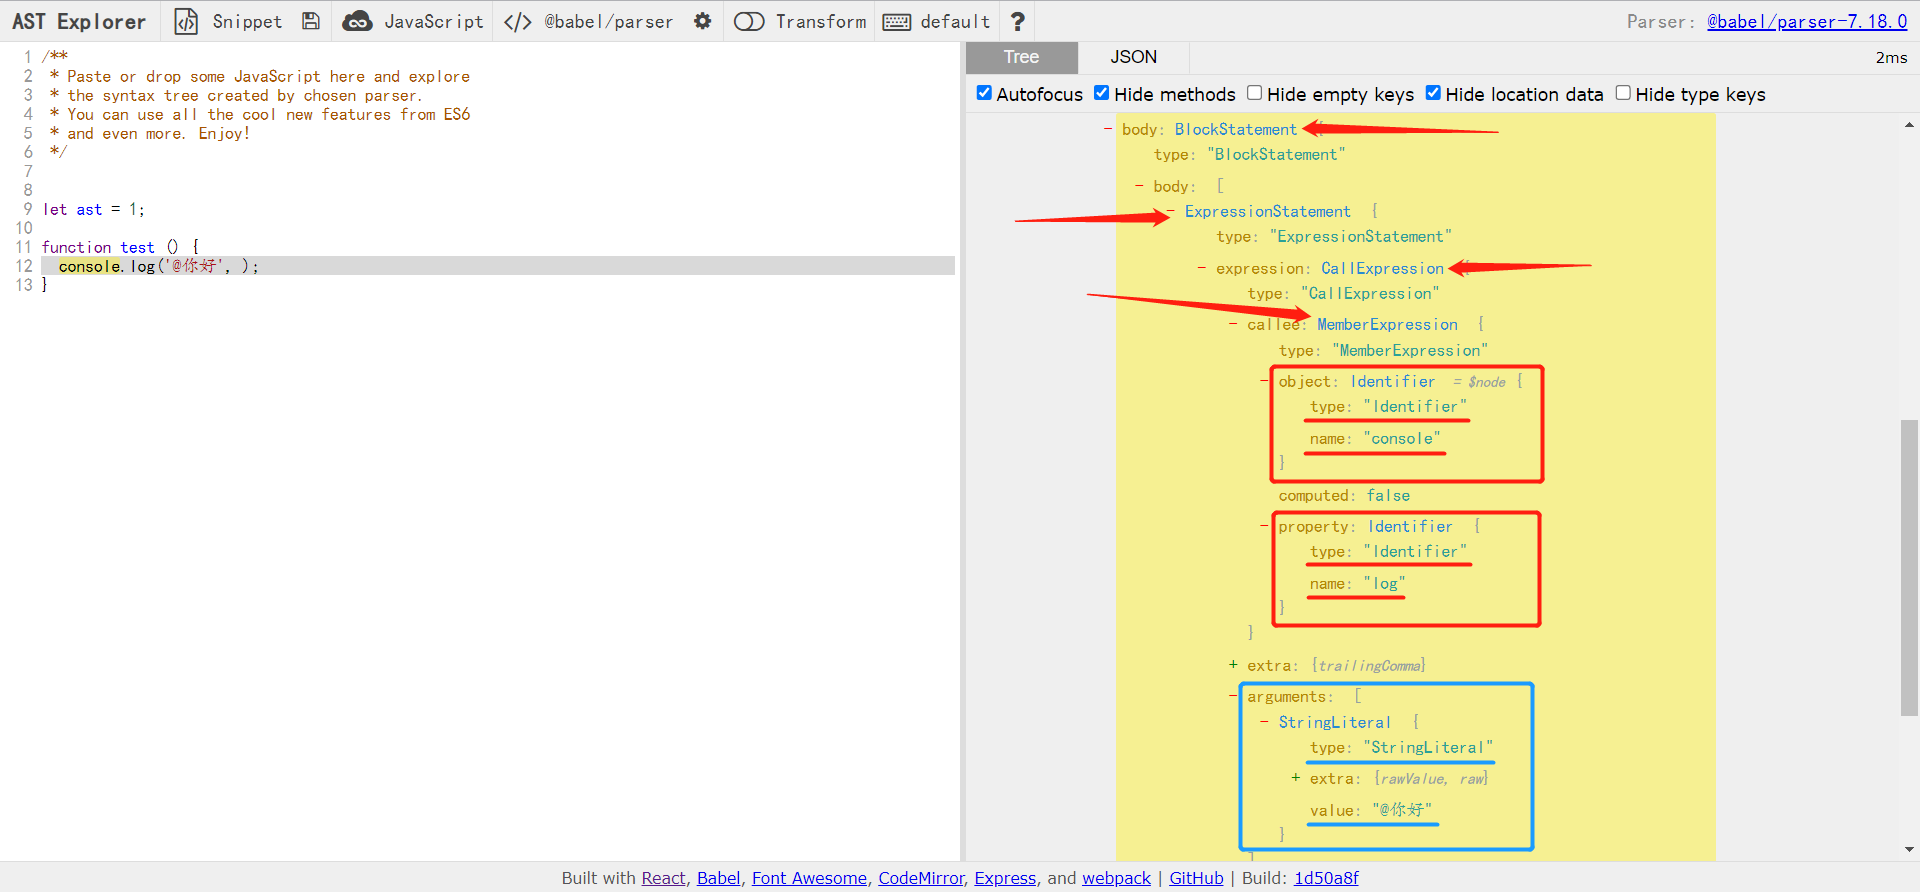 AST Explorer Snippet JavaScript </> @babel/parser Transform default ? Parser: @babel/parser-7.18.0
1 /**
2 * Paste or drop some JavaScript here and explore
3 * the syntax tree created by chosen parser.
4 * You can use all the cool new features from ES6
5 * and even more. Enjoy!
6 */
7
8
9 let ast = 1;
10
11 function test () {
12 console.log('@你好', );
13 }
Tree JSON 2ms
Autofocus Hide methods Hide empty keys Hide location data Hide type keys
- body: BlockStatement {
type: "BlockStatement"
- body: [
- ExpressionStatement {
type: "ExpressionStatement"
- expression: CallExpression {
type: "CallExpression"
- callee: MemberExpression {
type: "MemberExpression"
- object: Identifier = $node {
type: "Identifier"
name: "console"
}
computed: false
- property: Identifier {
type: "Identifier"
name: "log"
}
}
+ extra: {trailingComma}
- arguments: [
- StringLiteral {
type: "StringLiteral"
+ extra: {rawValue, raw}
value: "@你好"
}
]
Built with React, Babel, Font Awesome, CodeMirror, Express, and webpack | GitHub | Build: 1d50a8f